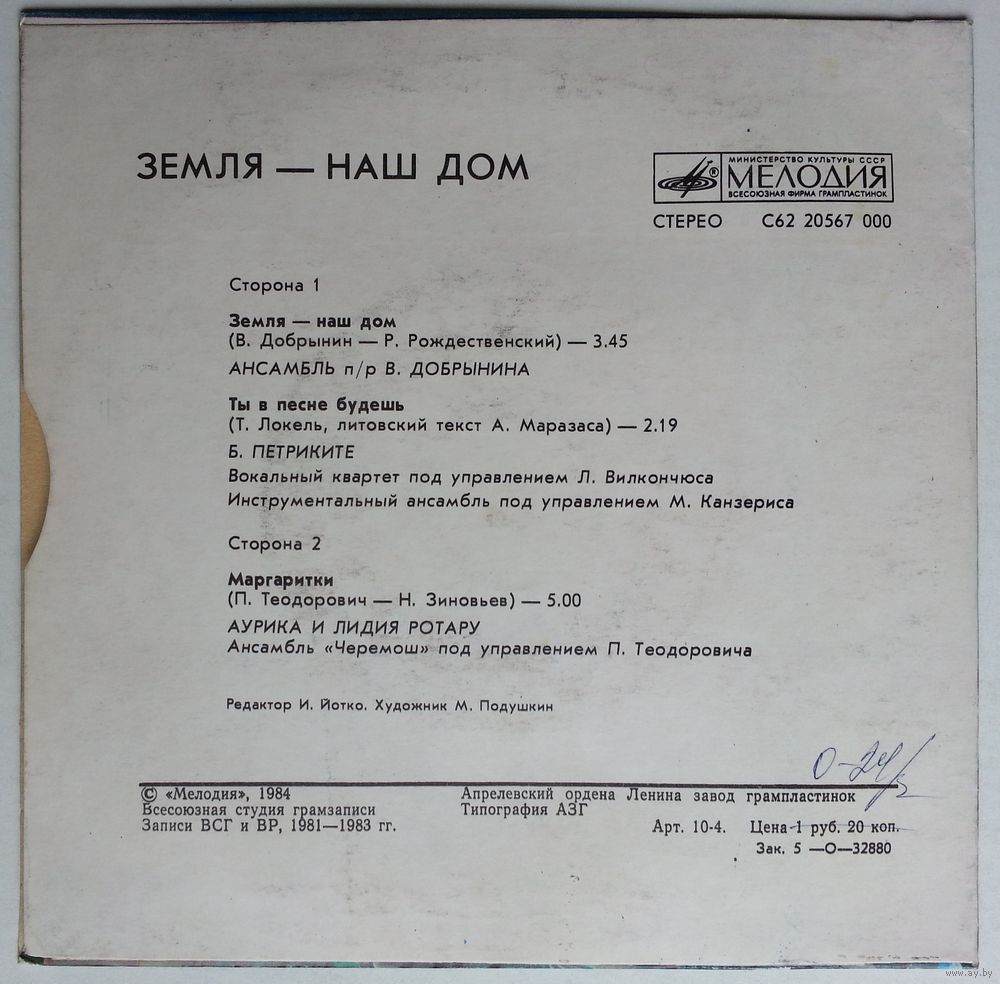 ЗЕМЛЯ — НАШ ДОМ
МИНИСТЕРСТВО КУЛЬТУРЫ СССР
МЕЛОДИЯ
ВСЕСОЮЗНАЯ ФИРМА ГРАМПЛАСТИНОК
СТЕРЕО С62 20567 000
Сторона 1
Земля — наш дом
(В. Добрынин — Р. Рождественский) — 3.45
АНСАМБЛЬ п/р В. ДОБРЫНИНА
Ты в песне будешь
(Т. Локель, литовский текст А. Маразаса) — 2.19
Б. ПЕТРИКИТЕ
Вокальный квартет под управлением Л. Вилкончюса
Инструментальный ансамбль под управлением М. Канзериса
Сторона 2
Маргаритки
(П. Теодорович — Н. Зиновьев) — 5.00
АУРИКА И ЛИДИЯ РОТАРУ
Ансамбль «Черемош» под управлением П. Теодоровича
Редактор И. Йотко. Художник М. Подушкин
© «Мелодия», 1984
Всесоюзная студия грамзаписи
Записи ВСГ и ВР, 1981—1983 гг.
Апрелевский ордена Ленина завод грампластинок
Типография АЗГ
Арт. 10-4. Цена 1 руб. 20 коп.
Зак. 5 —О—32880
www.ay.by